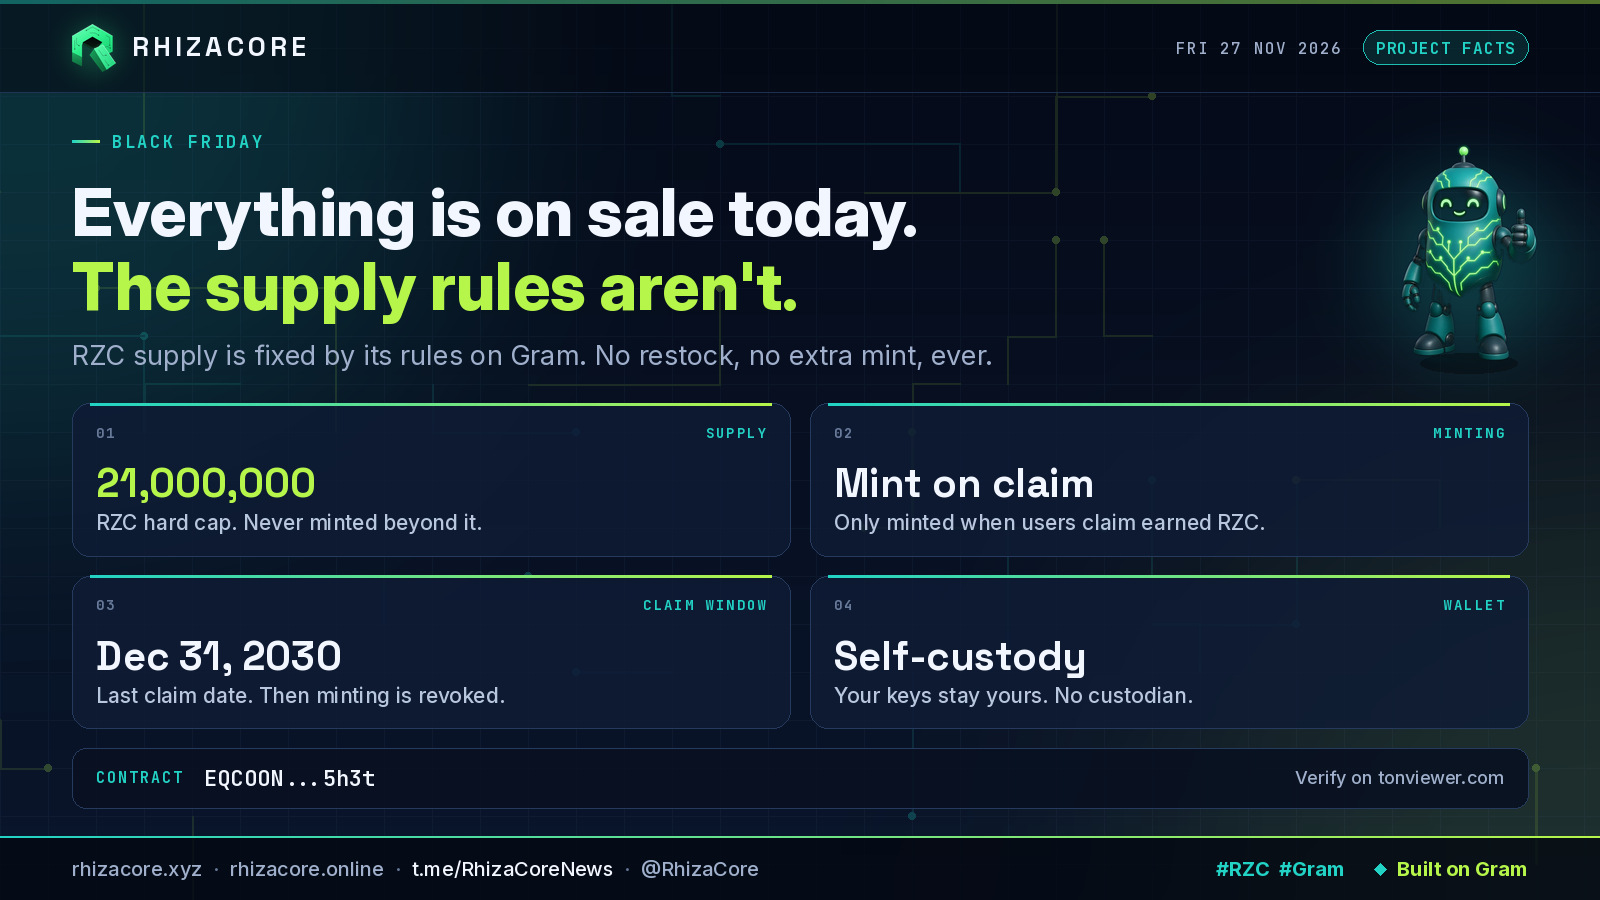 RHIZACORE
FRI 27 NOV 2026
PROJECT FACTS
BLACK FRIDAY
Everything is on sale today.
The supply rules aren't.
RZC supply is fixed by its rules on Gram. No restock, no extra mint, ever.
01
SUPPLY
21,000,000
RZC hard cap. Never minted beyond it.
02
MINTING
Mint on claim
Only minted when users claim earned RZC.
03
CLAIM WINDOW
Dec 31, 2030
Last claim date. Then minting is revoked.
04
WALLET
Self-custody
Your keys stay yours. No custodian.
CONTRACT EQCOON...5h3t
Verify on tonviewer.com
rhizacore.xyz · rhizacore.online · t.me/RhizaCoreNews · @RhizaCore
#RZC #Gram ◆ Built on Gram